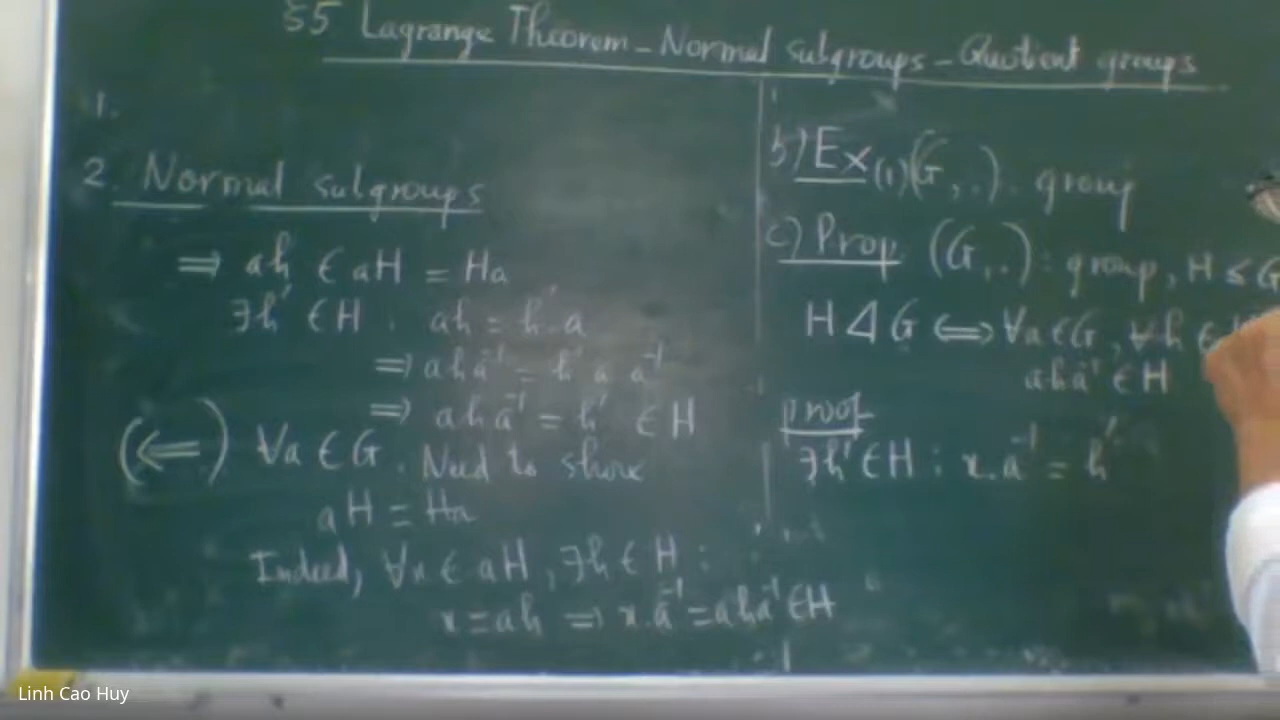 §5 Lagrange Theorem - Normal subgroups - Quotient groups
1.
2. Normal subgroups
⇒ ah ∈ aH = Ha
∃h' ∈ H : ah = h'.a
⇒ aha⁻¹ = h' a a⁻¹
⇒ aha⁻¹ = h' ∈ H
(⇐) ∀a ∈ G. Need to show
aH = Ha
Indeed, ∀x ∈ aH, ∃h ∈ H :
x = ah ⇒ x.a⁻¹ = aha⁻¹ ∈ H
b) Ex (1) (G, .) : group
c) Prop (G, .) : group, H ≤ G
H ⊲ G ⇔ ∀a ∈ G, ∀h ∈
aha⁻¹ ∈ H
proof
∃h' ∈ H : x.a⁻¹ = h'
Linh Cao Huy